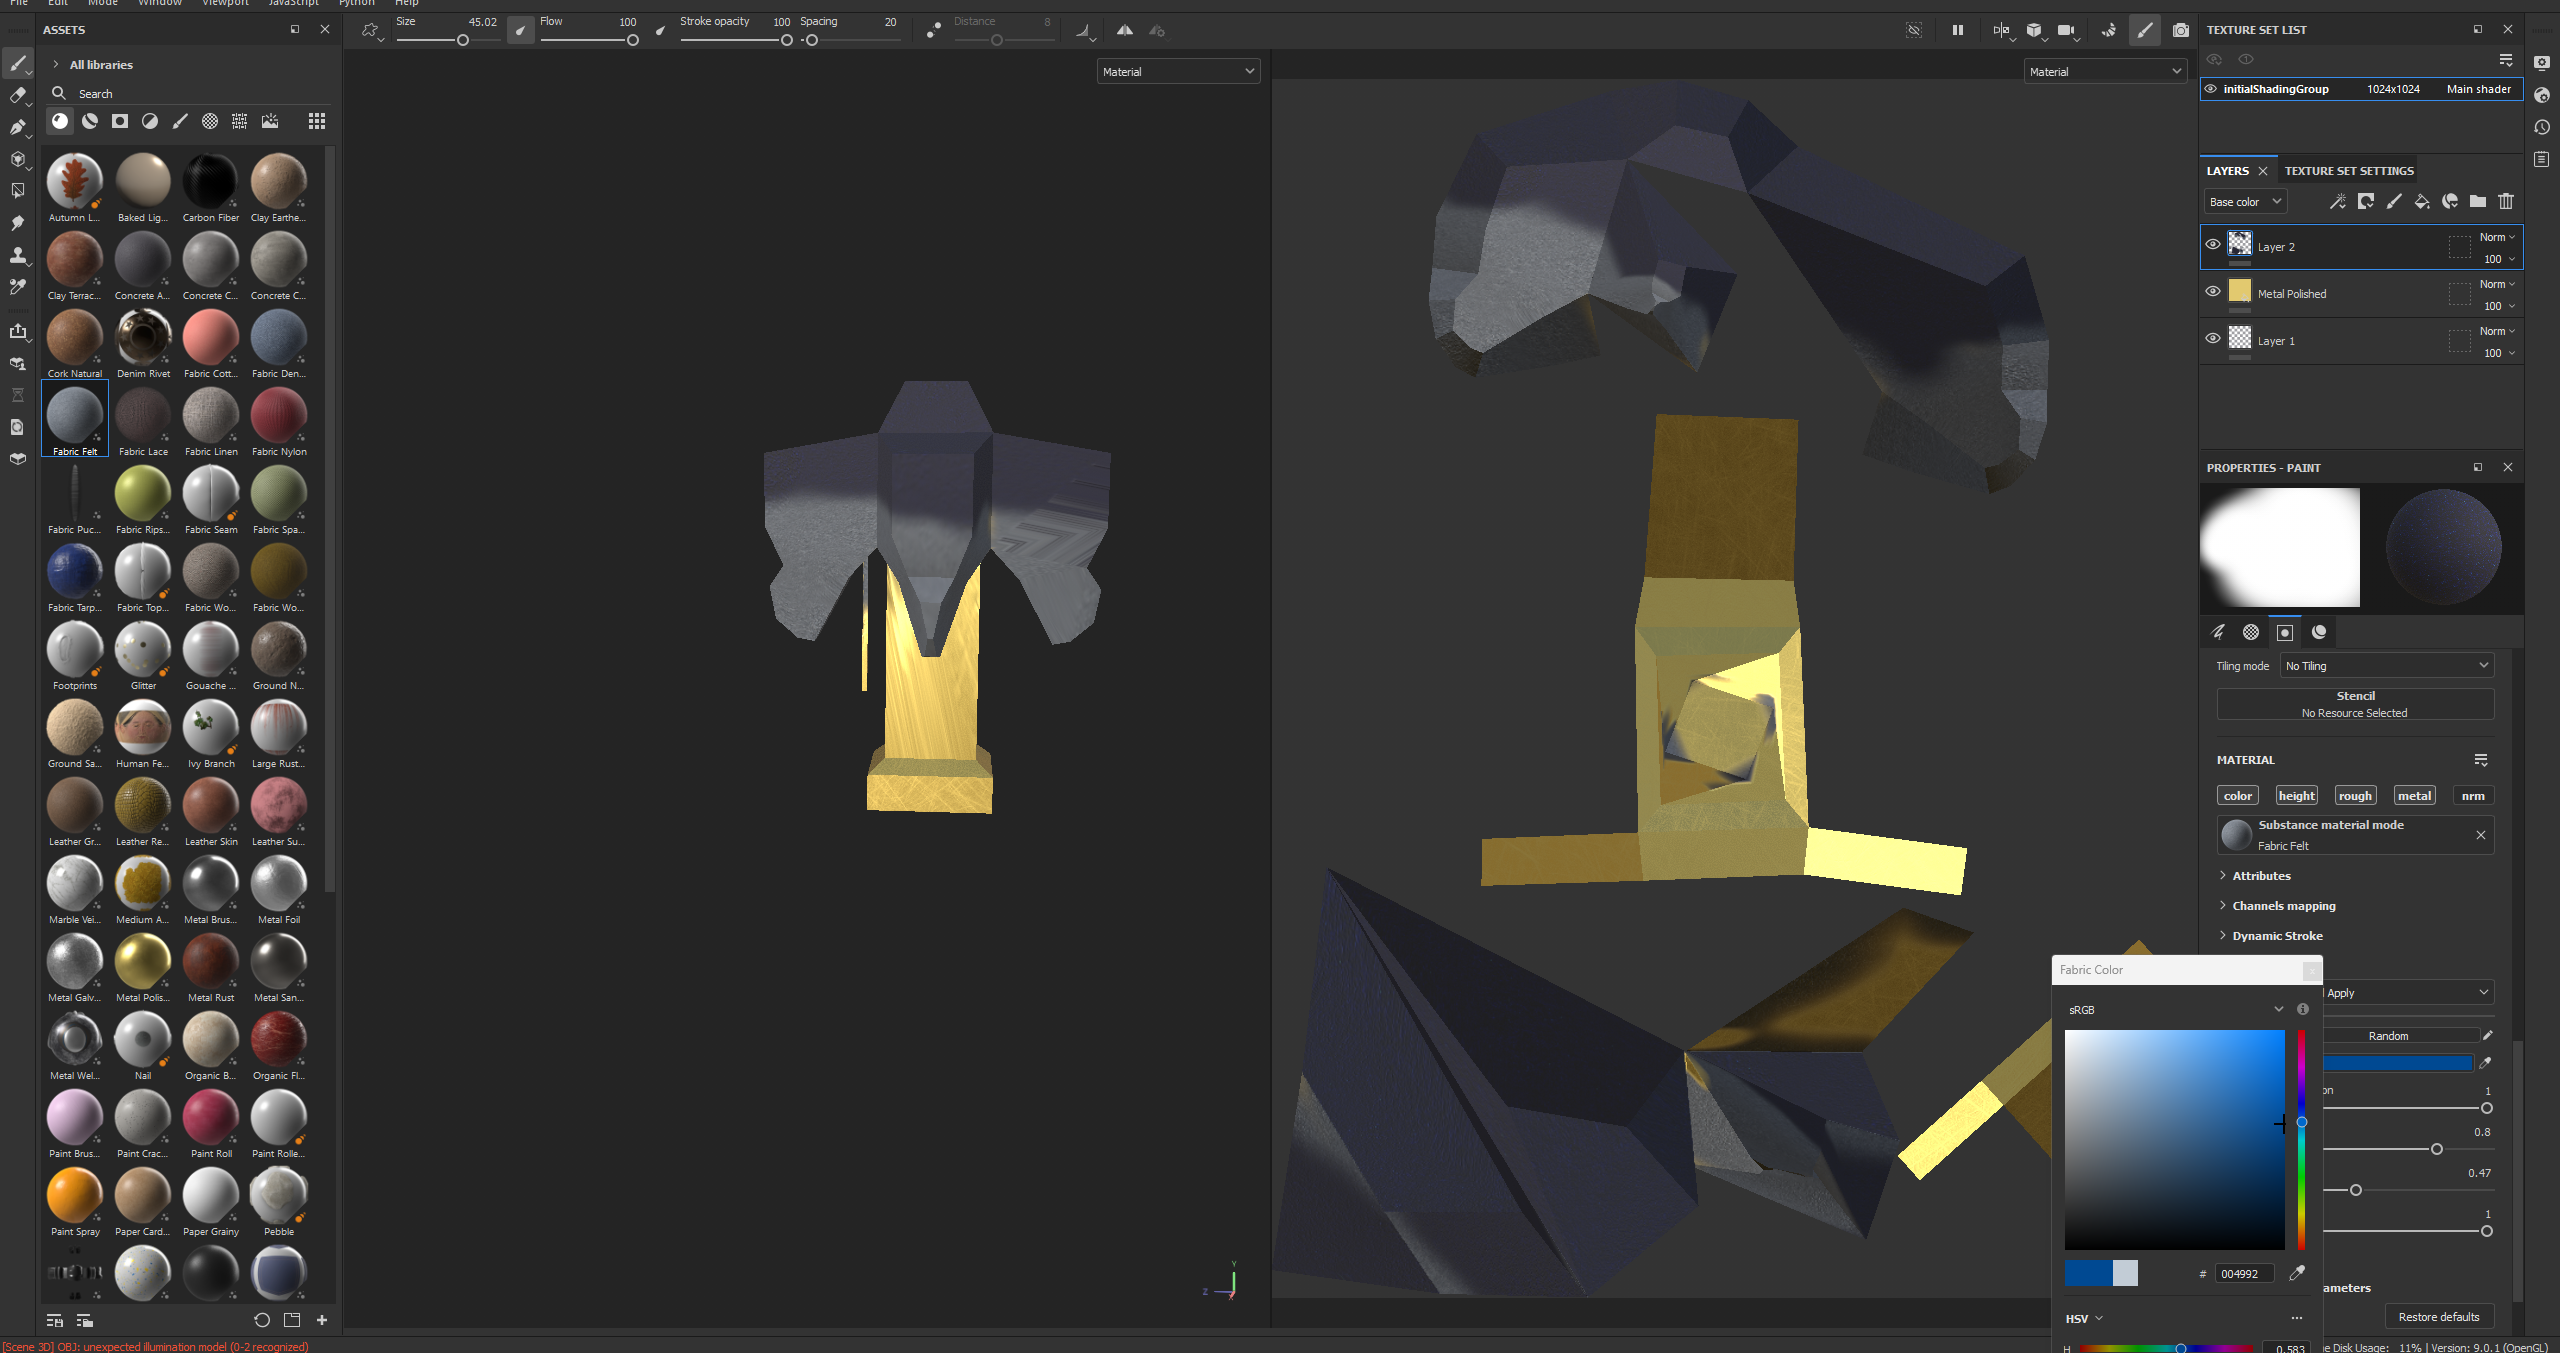 File Edit Mode Window Viewport JavaScript Python Help
ASSETS
Size 45.02 Flow 100 Stroke opacity 100 Spacing 20 Distance 8
TEXTURE SET LIST
All libraries
Search
Material
Material
initialShadingGroup 1024x1024 Main shader
LAYERS TEXTURE SET SETTINGS
Base color
Norm
Layer 2
100
Norm
Metal Polished
100
Norm
Layer 1
100
Autumn L... Baked Lig... Carbon Fiber Clay Earthe...
Clay Terrac... Concrete A... Concrete C... Concrete C...
Cork Natural Denim Rivet Fabric Cott... Fabric Den...
Fabric Felt Fabric Lace Fabric Linen Fabric Nylon
Fabric Puc... Fabric Rips... Fabric Seam Fabric Spa...
Fabric Tarp... Fabric Top... Fabric Wo... Fabric Wo...
Footprints Glitter Gouache ... Ground N...
Ground Sa... Human Fe... Ivy Branch Large Rust...
Leather Gr... Leather Re... Leather Skin Leather Su...
Marble Vei... Medium A... Metal Brus... Metal Foil
Metal Galv... Metal Polis... Metal Rust Metal San...
Metal Wel... Nail Organic B... Organic Fl...
Paint Brus... Paint Crac... Paint Roll Paint Rolle...
Paint Spray Paper Card... Paper Grainy Pebble
Y
Z
PROPERTIES - PAINT
Tiling mode No Tiling
Stencil
No Resource Selected
MATERIAL
color height rough metal nrm
Substance material mode
Fabric Felt
Attributes
Channels mapping
Dynamic Stroke
Fabric Color
Apply
sRGB
Random
on 1
0.8
0.47
1
# 004992
ameters
HSV
Restore defaults
H 0.583
[Scene 3D] OBJ: unexpected illumination model (0-2 recognized)
e Disk Usage: 11% | Version: 9.0.1 (OpenGL)